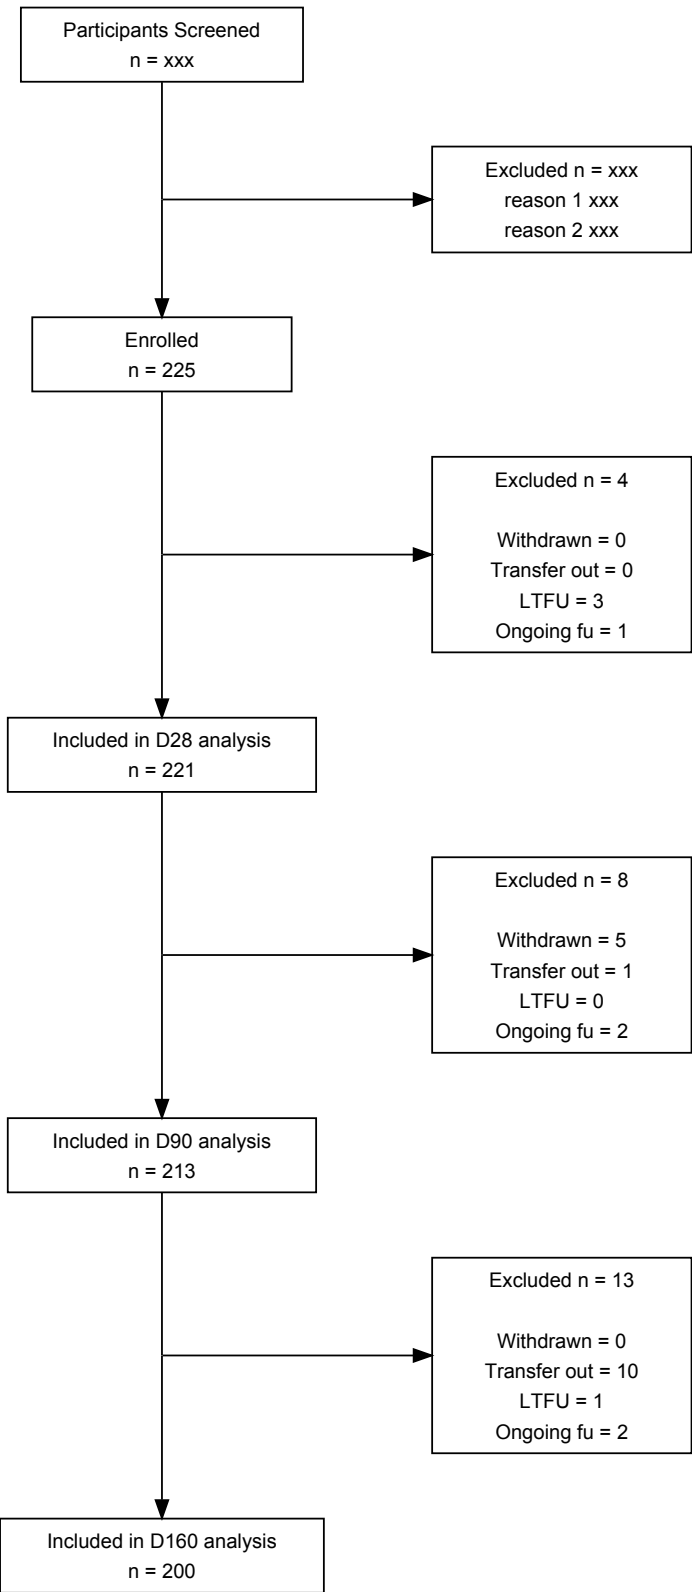 Participants Screened
n = xxx
Excluded n = xxx
reason 1 xxx
reason 2 xxx
Enrolled
n = 225
Excluded n = 4
Withdrawn = 0
Transfer out = 0
LTFU = 3
Ongoing fu = 1
Included in D28 analysis
n = 221
Excluded n = 8
Withdrawn = 5
Transfer out = 1
LTFU = 0
Ongoing fu = 2
Included in D90 analysis
n = 213
Excluded n = 13
Withdrawn = 0
Transfer out = 10
LTFU = 1
Ongoing fu = 2
Included in D160 analysis
n = 200